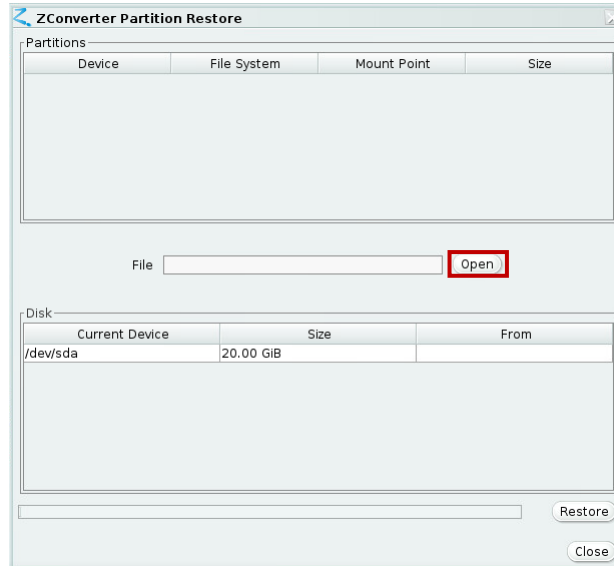 ZConverter Partition Restore
Partitions
Device File System Mount Point Size
File Open
Disk
Current Device Size From
/dev/sda 20.00 GiB
Restore
Close